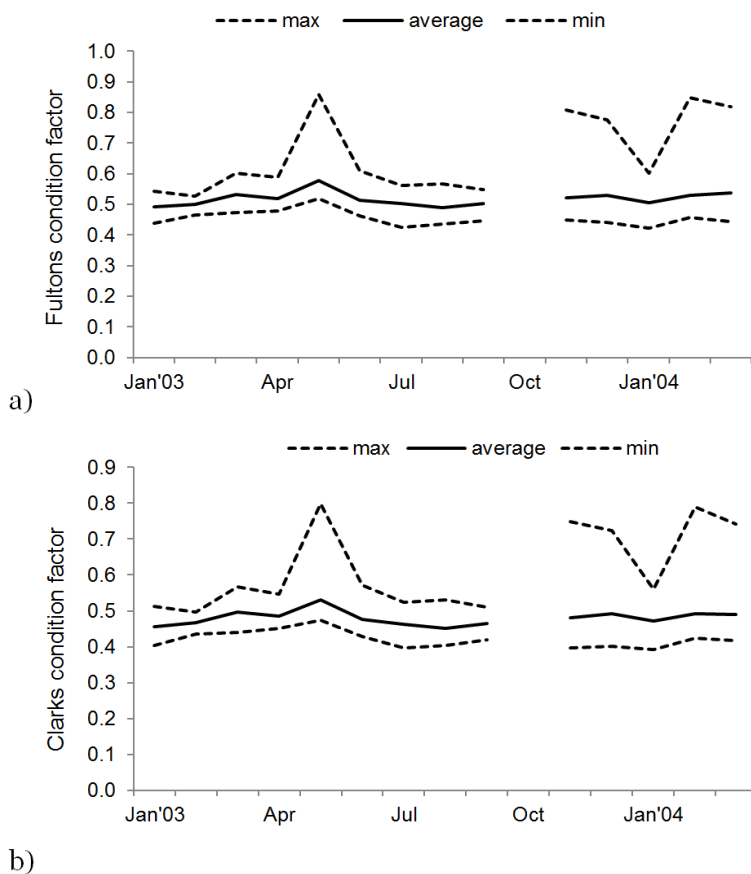 max average min
1.0
0.9
0.8
0.7
0.6
0.5
0.4
0.3
0.2
0.1
0.0
Fultons condition factor
Jan'03 Apr Jul Oct Jan'04
a)
max average min
0.9
0.8
0.7
0.6
0.5
0.4
0.3
0.2
0.1
0.0
Clarks condition factor
Jan'03 Apr Jul Oct Jan'04
b)